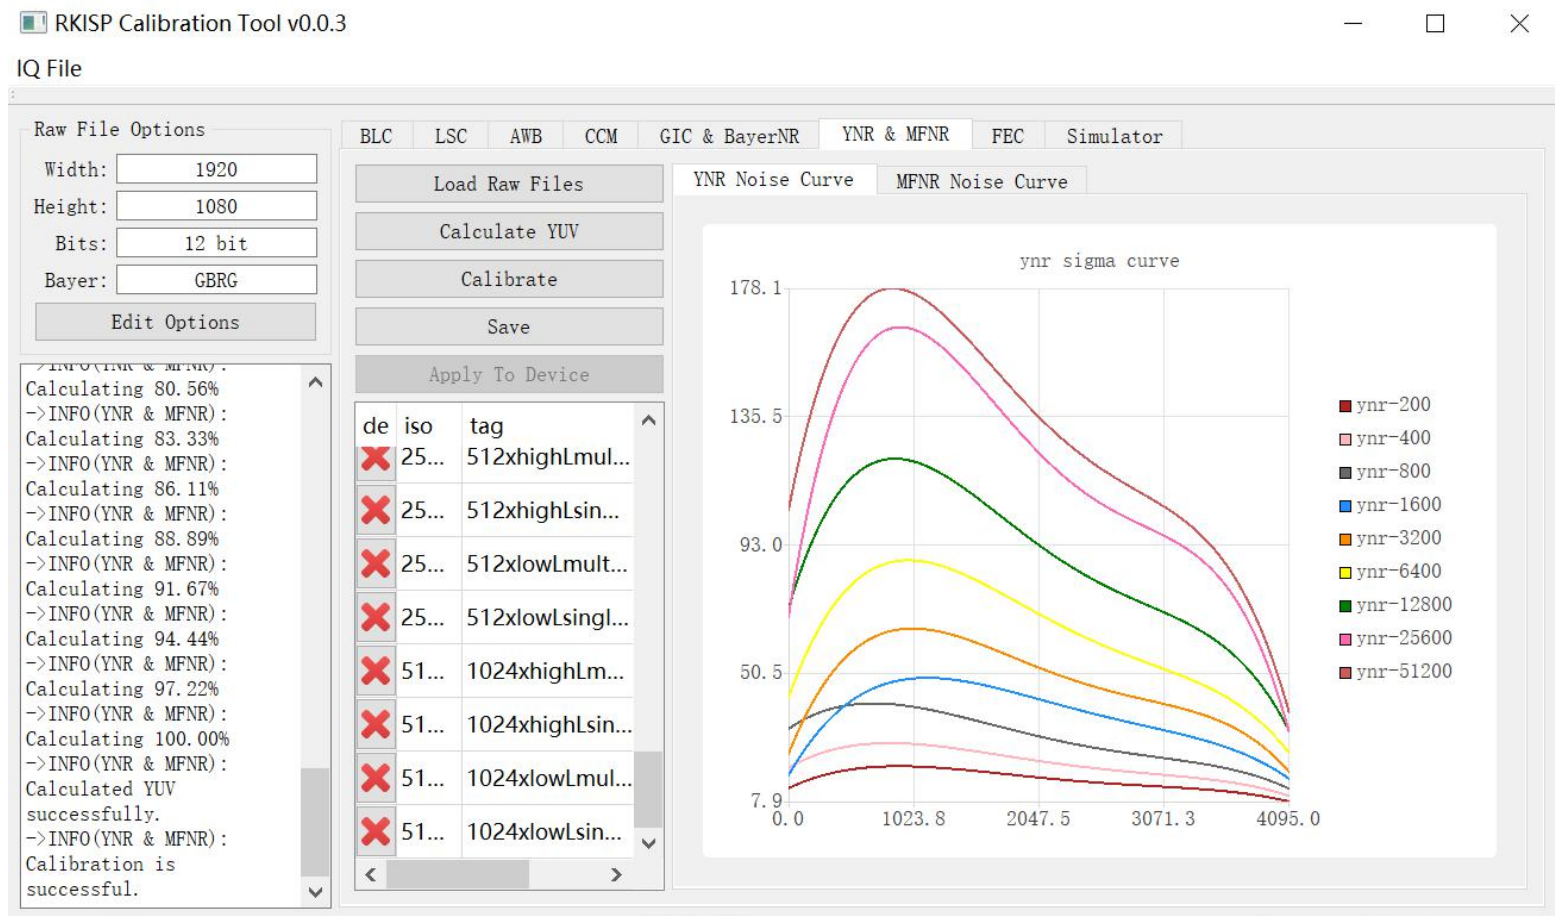 RKISP Calibration Tool v0.0.3
IQ File
Raw File Options
Width: 1920
Height: 1080
Bits: 12 bit
Bayer: GBRG
Edit Options
->INFO(YNR & MFNR):
Calculating 80.56%
->INFO(YNR & MFNR):
Calculating 83.33%
->INFO(YNR & MFNR):
Calculating 86.11%
->INFO(YNR & MFNR):
Calculating 88.89%
->INFO(YNR & MFNR):
Calculating 91.67%
->INFO(YNR & MFNR):
Calculating 94.44%
->INFO(YNR & MFNR):
Calculating 97.22%
->INFO(YNR & MFNR):
Calculating 100.00%
->INFO(YNR & MFNR):
Calculated YUV
successfully.
->INFO(YNR & MFNR):
Calibration is
successful.
BLC LSC AWB CCM GIC & BayerNR YNR & MFNR FEC Simulator
Load Raw Files
Calculate YUV
Calibrate
Save
Apply To Device
de iso tag
25... 512xhighLmul...
25... 512xhighLsin...
25... 512xlowLmult...
25... 512xlowLsingl...
51... 1024xhighLm...
51... 1024xhighLsin...
51... 1024xlowLmul...
51... 1024xlowLsin...
YNR Noise Curve MFNR Noise Curve
ynr sigma curve
178.1
135.5
93.0
50.5
7.9
0.0 1023.8 2047.5 3071.3 4095.0
ynr-200
ynr-400
ynr-800
ynr-1600
ynr-3200
ynr-6400
ynr-12800
ynr-25600
ynr-51200